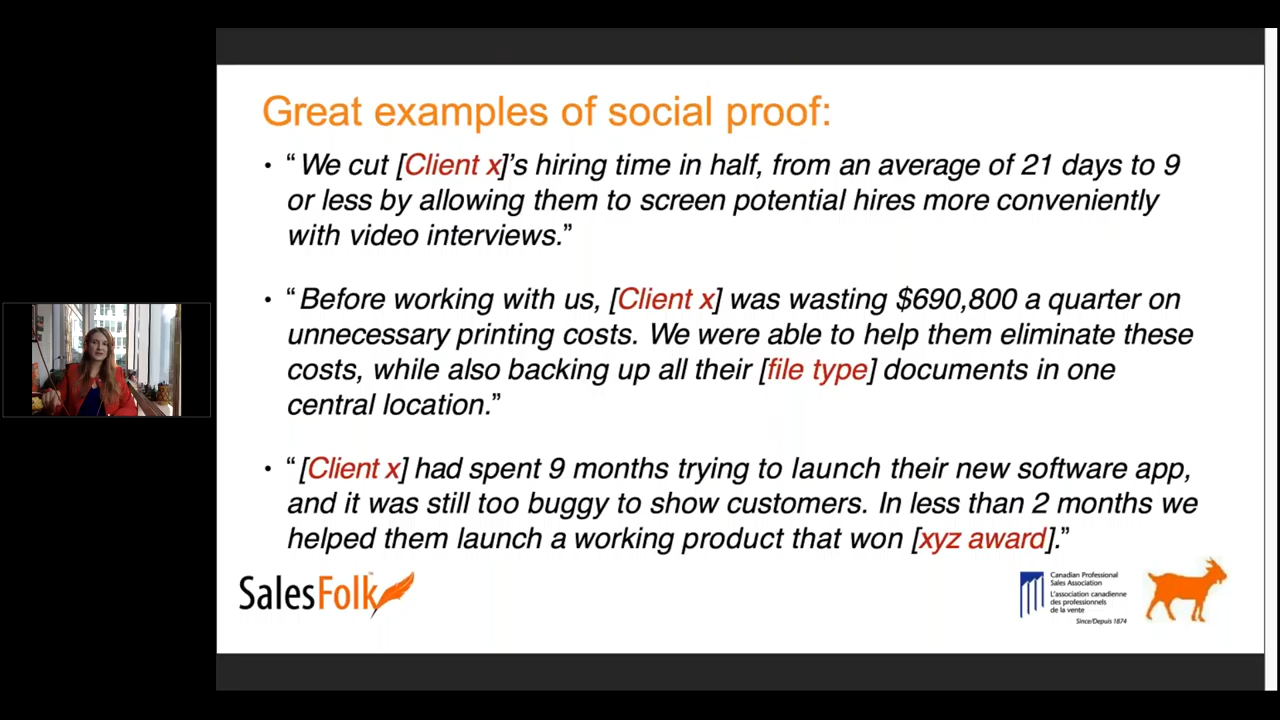 Great examples of social proof:
• “ We cut [Client x]’s hiring time in half, from an average of 21 days to 9
or less by allowing them to screen potential hires more conveniently
with video interviews.”
• “ Before working with us, [Client x] was wasting $690,800 a quarter on
unnecessary printing costs. We were able to help them eliminate these
costs, while also backing up all their [file type] documents in one
central location.”
• “ [Client x] had spent 9 months trying to launch their new software app,
and it was still too buggy to show customers. In less than 2 months we
helped them launch a working product that won [xyz award].”
SalesFolk™
Canadian Professional
Sales Association
L'association canadienne
des professionnels
de la vente
Since/Depuis 1874